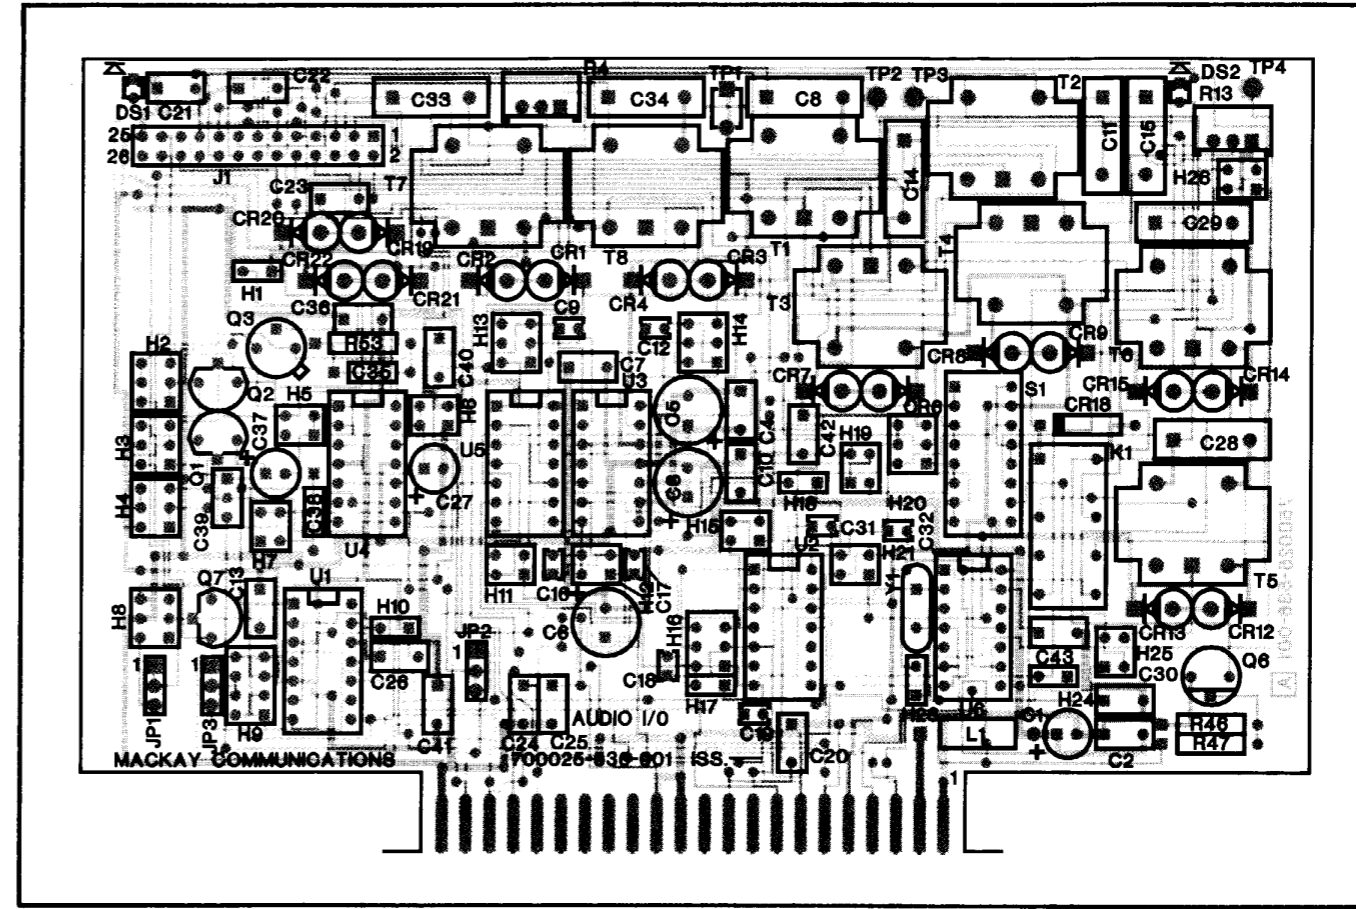 DS1 C21 C22 C33 R4 C34 TP1 C8 TP2 TP3 T2 C11 C15 DS2 TP4
R13
25 1
26 2
J1
C23 T7 C14 H26
CR20 CR19 T8 T1 T4 C29
CR22 CR2 CR1 CR4 CR3
H1 CR21 T3
C36 C9
Q3 H13 C12 H14
R53 CR9
H2 C40 C7 CR8 T6
C35 U3 CR7 S1 CR15 CR14
Q2
H5 H6 C5 C4 CR6 CR18
C37 C42 H19
H3 U5 C28
Q1 C10 K1
C27
H4 H18 H20
C39 C38 H15 C31 C32
H7 U4 H21
H11 C16 H12 C17
Q7 C13 U1 Y1 T5
H8 H10 C6
JP2 H16 CR13 CR12
1 1 1 C43 H25 Q6
C26 C18 C30
H17 H24
JP1 JP3 H9 C41 C24 C25 AUDIO I/O C19 U6 R46
L1 C2 R47
C20
MACKAY COMMUNICATIONS 700025-536-001 ISS.
1